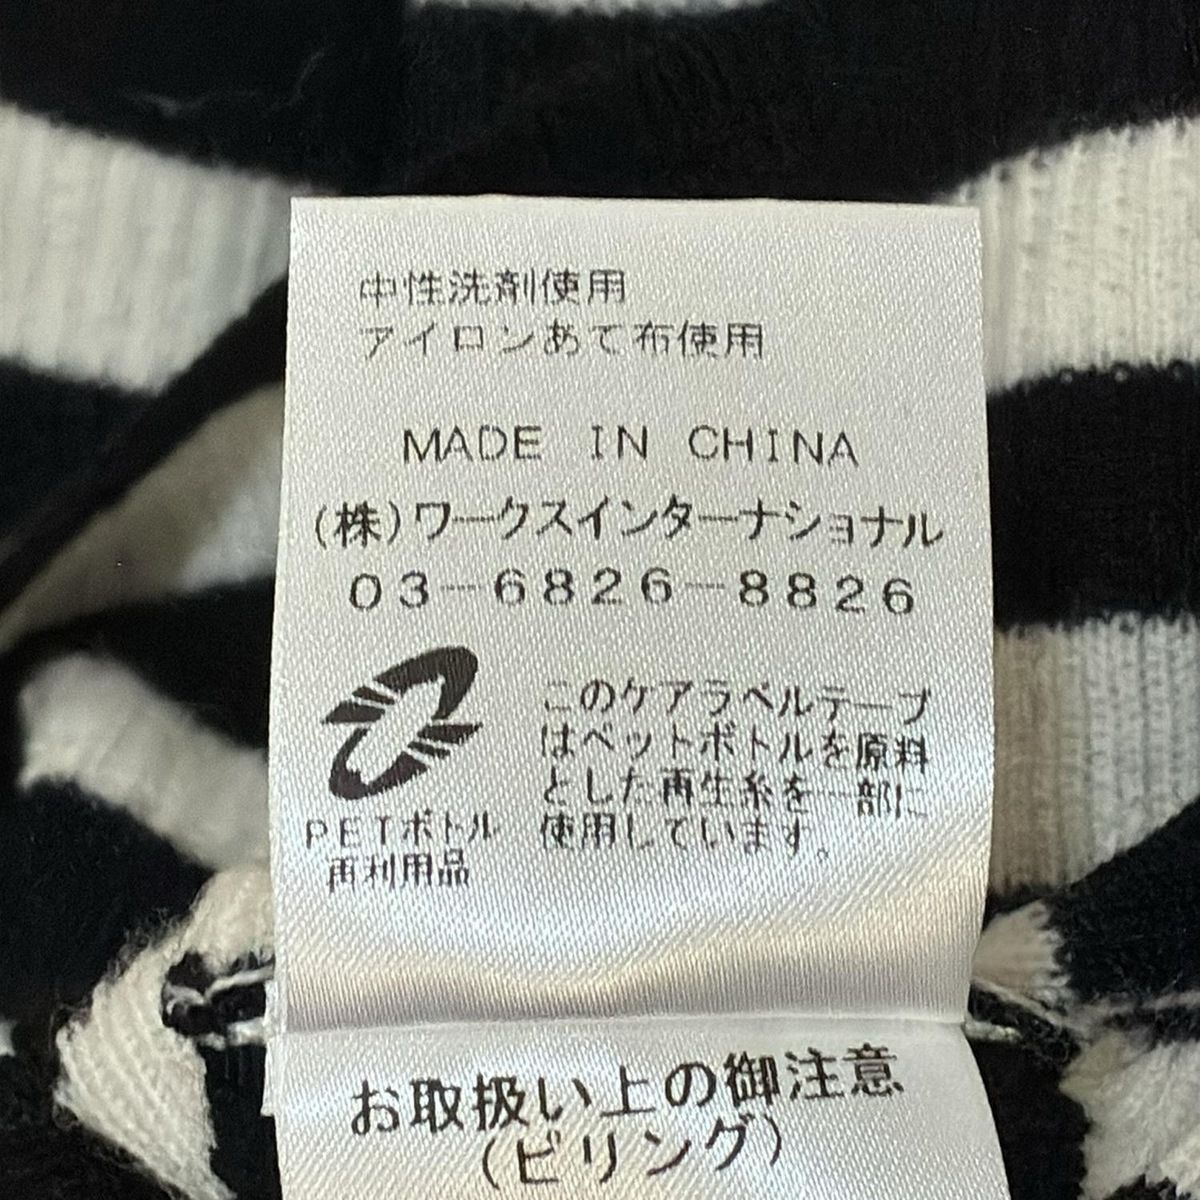 中性洗剤使用
アイロンあて布使用
MADE IN CHINA
(株)ワークスインターナショナル
03-6826-8826
PETボトル
再利用品
このケアラベルテープ
はペットボトルを原料
とした再生糸を一部に
使用しています。
お取扱い上の御注意
(ピリング)